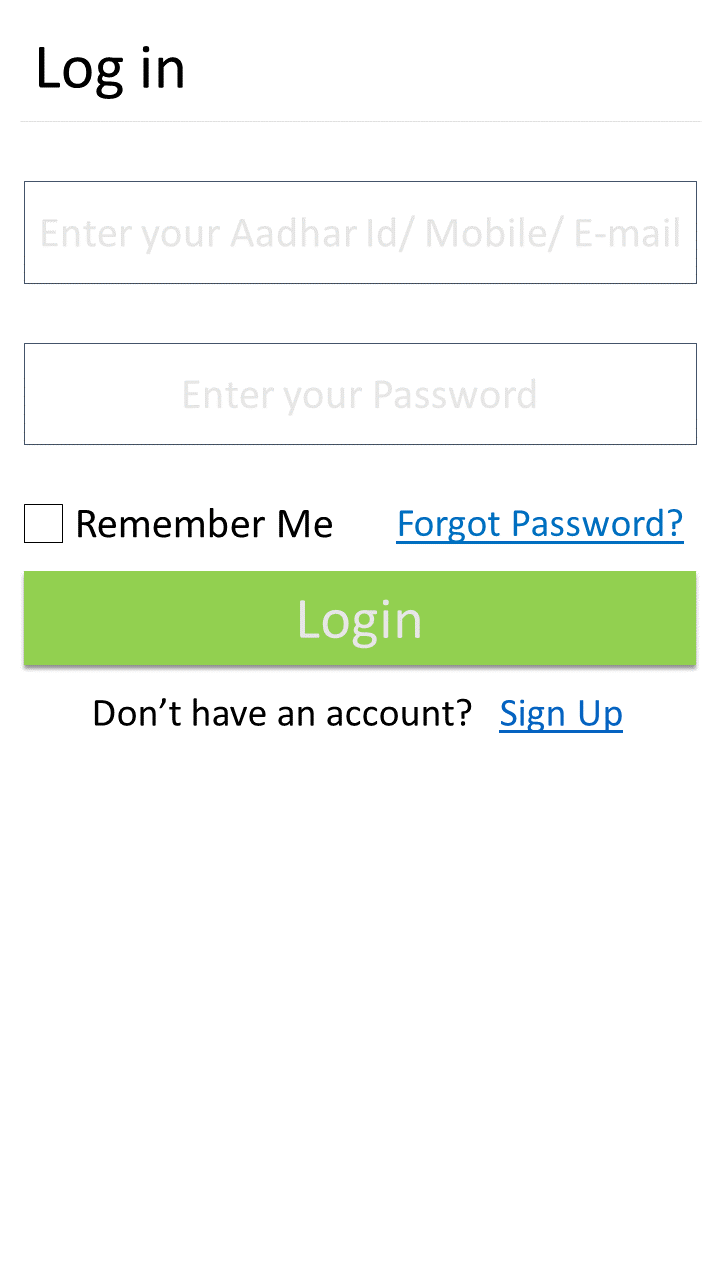 Log in
Enter your Aadhar Id/ Mobile/ E-mail
Enter your Password
Remember Me Forgot Password?
Login
Don’t have an account? Sign Up